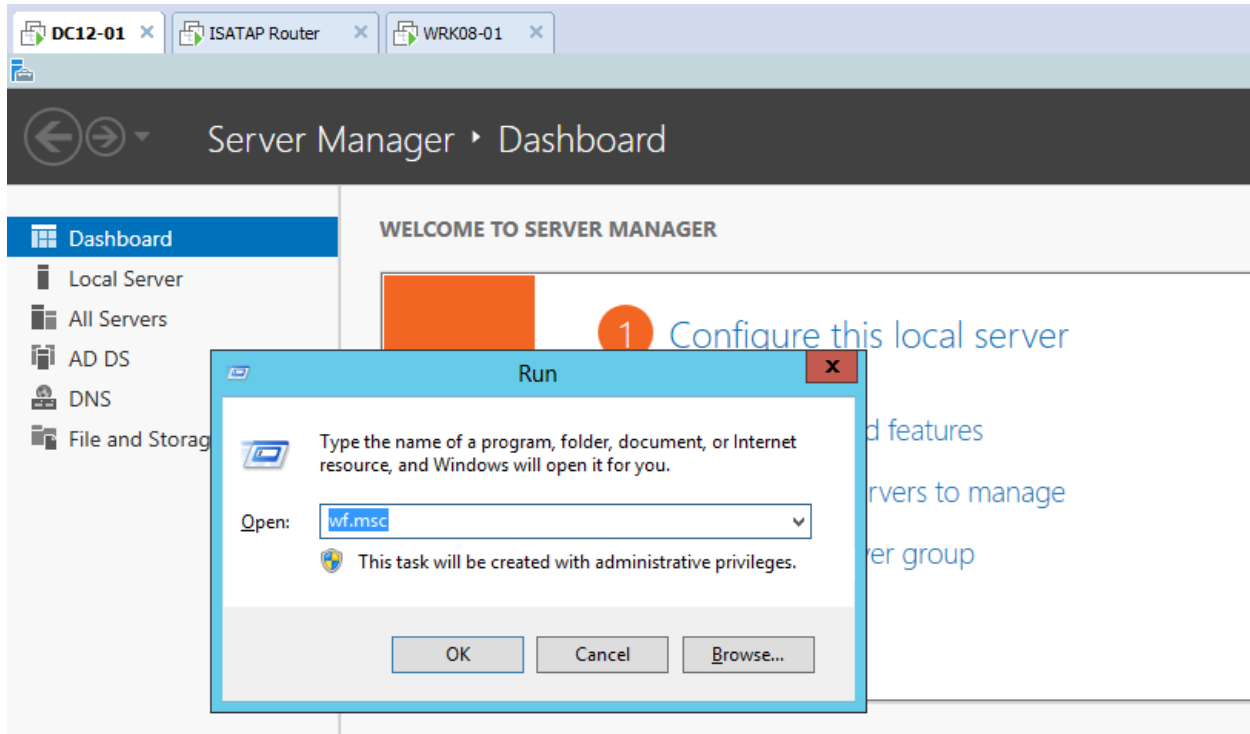 DC12-01
ISATAP Router
WRK08-01
Server Manager ‣ Dashboard
Dashboard
Local Server
All Servers
AD DS
DNS
File and Storag
WELCOME TO SERVER MANAGER
1 Configure this local server
d features
rvers to manage
er group
Run
x
Type the name of a program, folder, document, or Internet
resource, and Windows will open it for you.
Open: wf.msc
This task will be created with administrative privileges.
OK Cancel Browse...